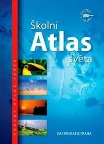 Školní
Atlas
světa
KARTOGRAFIE PRAHA